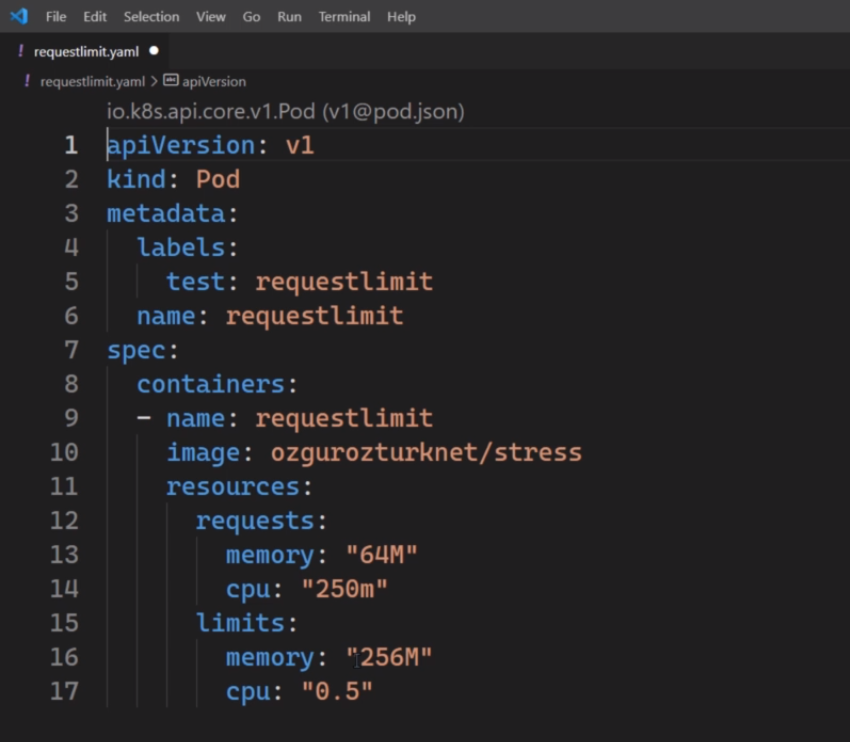 File Edit Selection View Go Run Terminal Help
! requestlimit.yaml ●
! requestlimit.yaml > abc apiVersion
io.k8s.api.core.v1.Pod (v1@pod.json)
1 apiVersion: v1
2 kind: Pod
3 metadata:
4   labels:
5     test: requestlimit
6   name: requestlimit
7 spec:
8   containers:
9   - name: requestlimit
10     image: ozgurozturknet/stress
11     resources:
12       requests:
13         memory: "64M"
14         cpu: "250m"
15       limits:
16         memory: "256M"
17         cpu: "0.5"